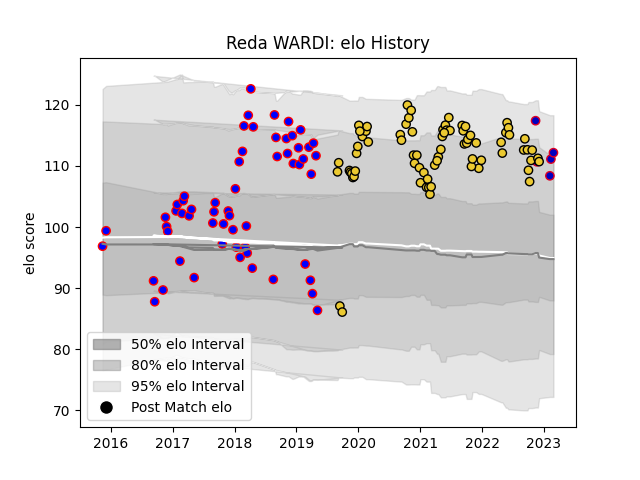 Reda WARDI: elo History
elo score
120
110
100
90
80
70
50% elo Interval
80% elo Interval
95% elo Interval
Post Match elo
2016 2017 2018 2019 2020 2021 2022 2023